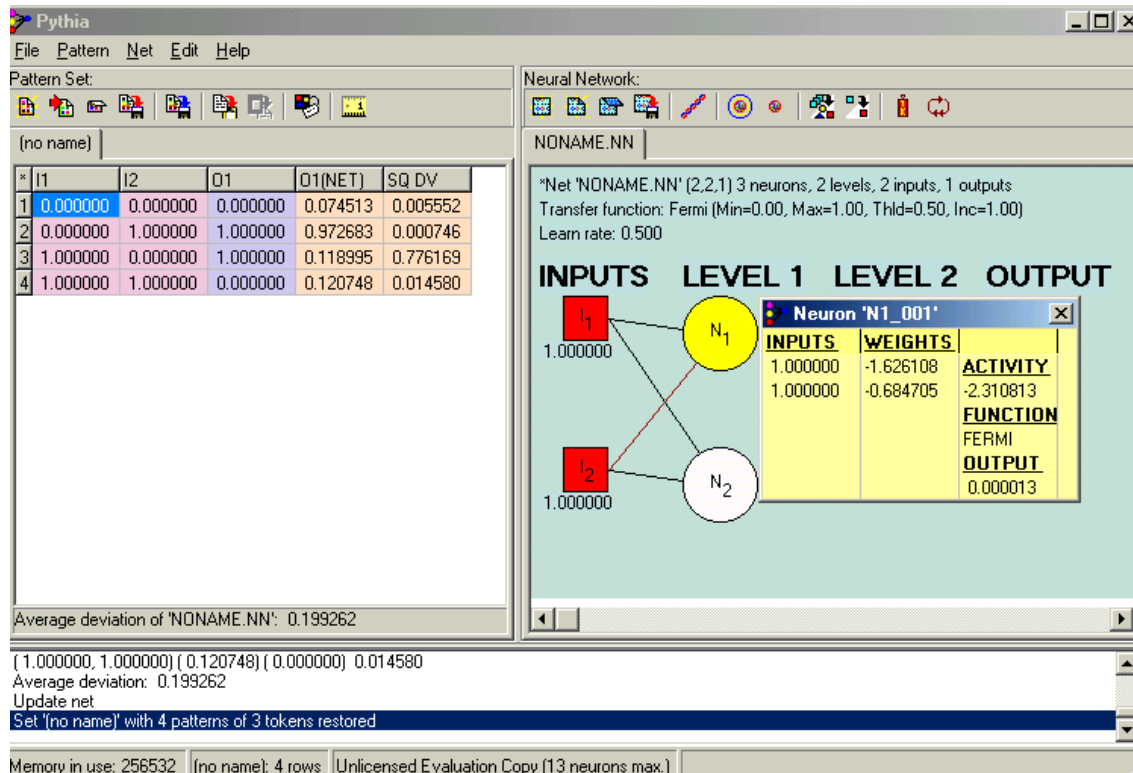 Pythia
File Pattern Net Edit Help
Pattern Set:
(no name)
* I1 I2 O1 O1(NET) SQ DV
1 0.000000 0.000000 0.000000 0.074513 0.005552
2 0.000000 1.000000 1.000000 0.972683 0.000746
3 1.000000 0.000000 1.000000 0.118995 0.776169
4 1.000000 1.000000 0.000000 0.120748 0.014580
Average deviation of 'NONAME.NN': 0.199262
Neural Network:
NONAME.NN
*Net 'NONAME.NN' (2,2,1) 3 neurons, 2 levels, 2 inputs, 1 outputs
Transfer function: Fermi (Min=0.00, Max=1.00, Thld=0.50, Inc=1.00)
Learn rate: 0.500
INPUTS LEVEL 1 LEVEL 2 OUTPUT
I1
1.000000
N1
I2
1.000000
N2
Neuron 'N1_001'
INPUTS WEIGHTS
1.000000 -1.626108 ACTIVITY
1.000000 -0.684705 -2.310813
FUNCTION
FERMI
OUTPUT
0.000013
( 1.000000, 1.000000) ( 0.120748) ( 0.000000) 0.014580
Average deviation: 0.199262
Update net
Set '(no name)' with 4 patterns of 3 tokens restored
Memory in use: 256532 (no name): 4 rows Unlicensed Evaluation Copy (13 neurons max.)